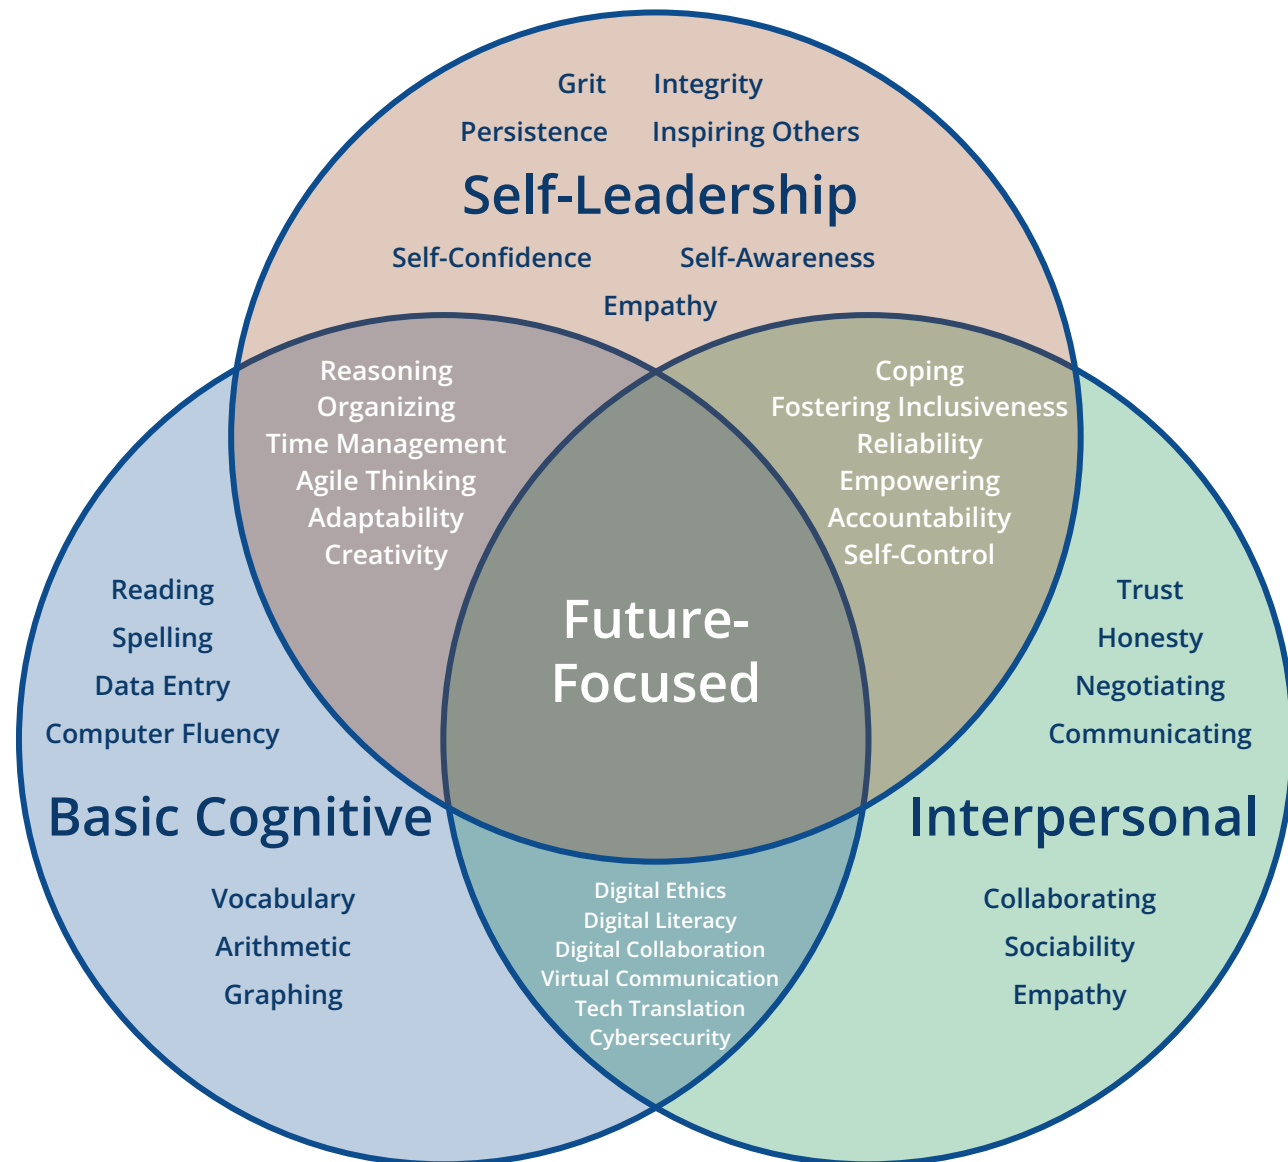 Grit Integrity
Persistence Inspiring Others
Self-Leadership
Self-Confidence Self-Awareness
Empathy
Reasoning
Organizing
Time Management
Agile Thinking
Adaptability
Creativity
Coping
Fostering Inclusiveness
Reliability
Empowering
Accountability
Self-Control
Future-
Focused
Reading
Spelling
Data Entry
Computer Fluency
Basic Cognitive
Vocabulary
Arithmetic
Graphing
Trust
Honesty
Negotiating
Communicating
Interpersonal
Collaborating
Sociability
Empathy
Digital Ethics
Digital Literacy
Digital Collaboration
Virtual Communication
Tech Translation
Cybersecurity